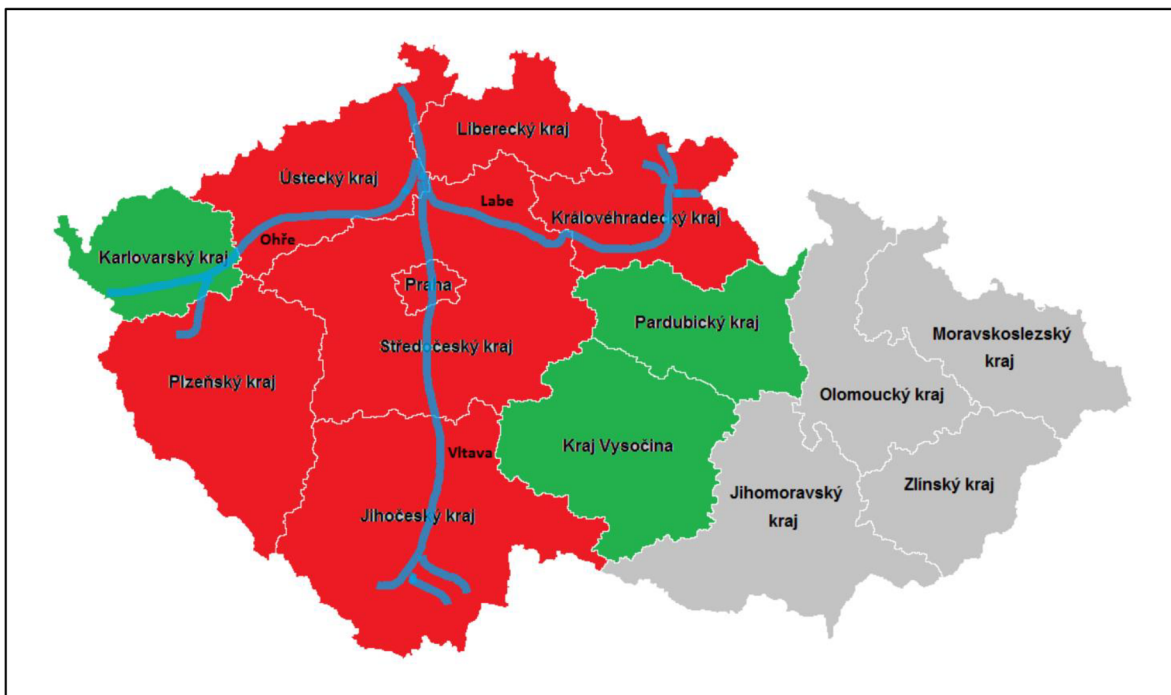 Liberecký kraj
Ústecký kraj
Labe
Královéhradecký kraj
Ohře
Karlovarský kraj
Praha
Pardubický kraj
Středočeský kraj
Moravskoslezský
kraj
Plzeňský kraj
Olomoucký kraj
Vltava
Kraj Vysočina
Zlínský kraj
Jihomoravský
kraj
Jihočeský kraj